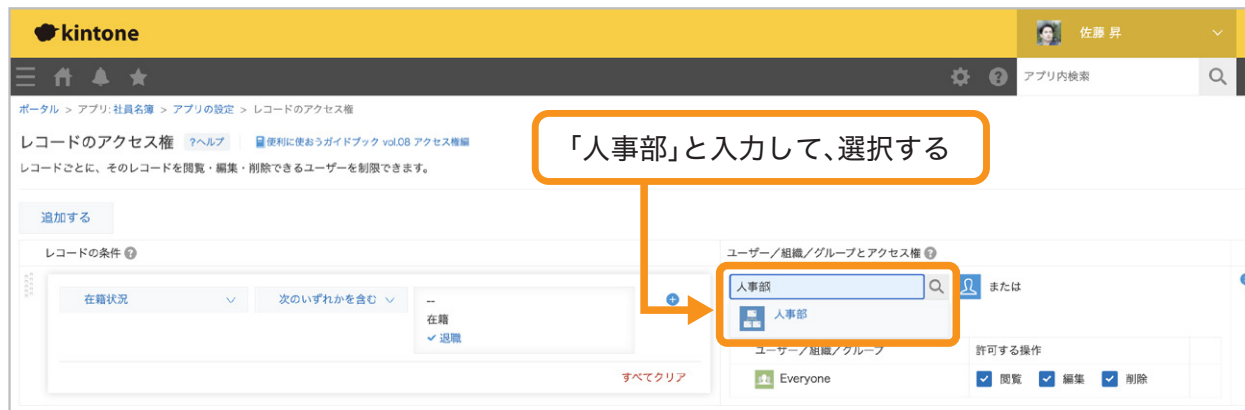 kintone
佐藤 昇
アプリ内検索
ポータル > アプリ: 社員名簿 > アプリの設定 > レコードのアクセス権
レコードのアクセス権 ?ヘルプ 便利に使おうガイドブック vol.08 アクセス権編
レコードごとに、そのレコードを閲覧・編集・削除できるユーザーを制限できます。
「人事部」と入力して、選択する
追加する
レコードの条件
ユーザー/組織/グループとアクセス権
在籍状況
次のいずれかを含む
--
在籍
退職
すべてクリア
人事部
または
人事部
ユーザー/組織/グループ
許可する操作
Everyone
閲覧 編集 削除